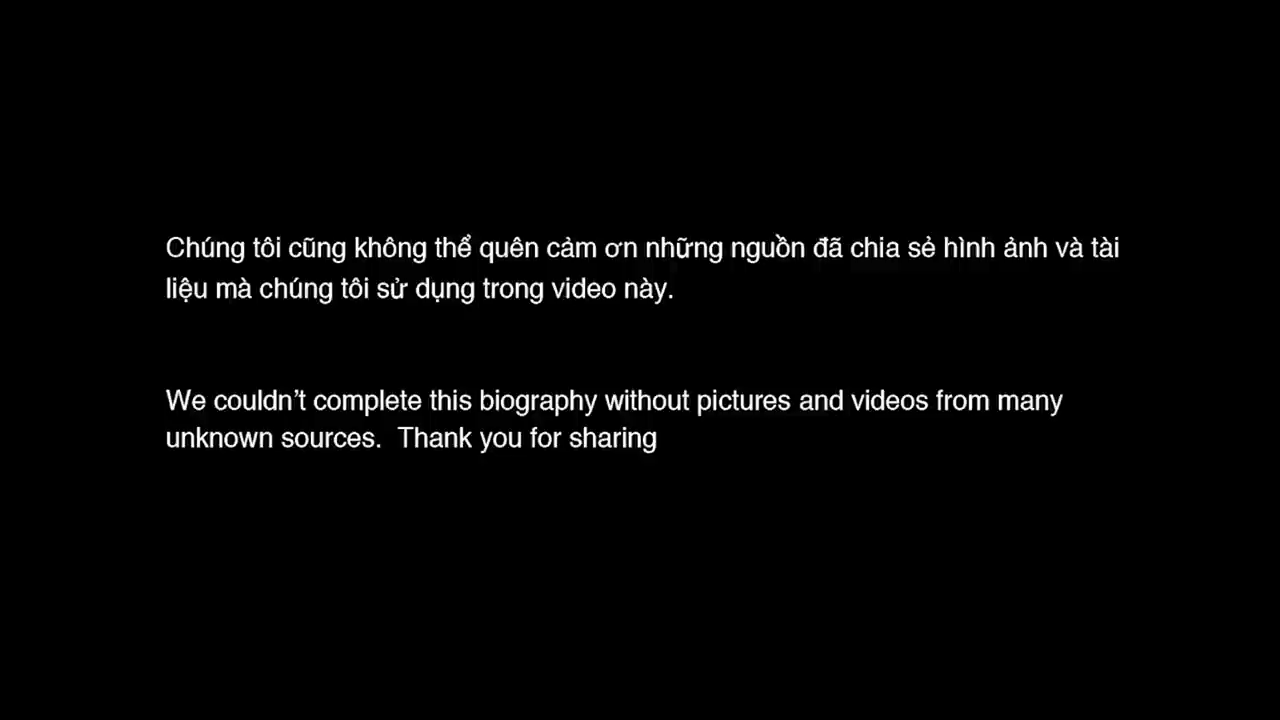 Chúng tôi cũng không thể quên cảm ơn những nguồn đã chia sẻ hình ảnh và tài
liệu mà chúng tôi sử dụng trong video này.
We couldn’t complete this biography without pictures and videos from many
unknown sources.  Thank you for sharing